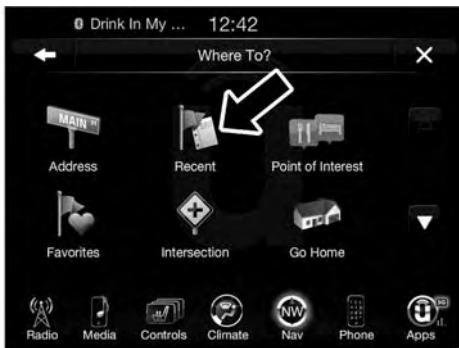 Drink In My ... 12:42
Where To?
MAIN ST
Address Recent Point of Interest
Favorites Intersection Go Home
NW
Radio Media Controls Climate Nav Phone Apps